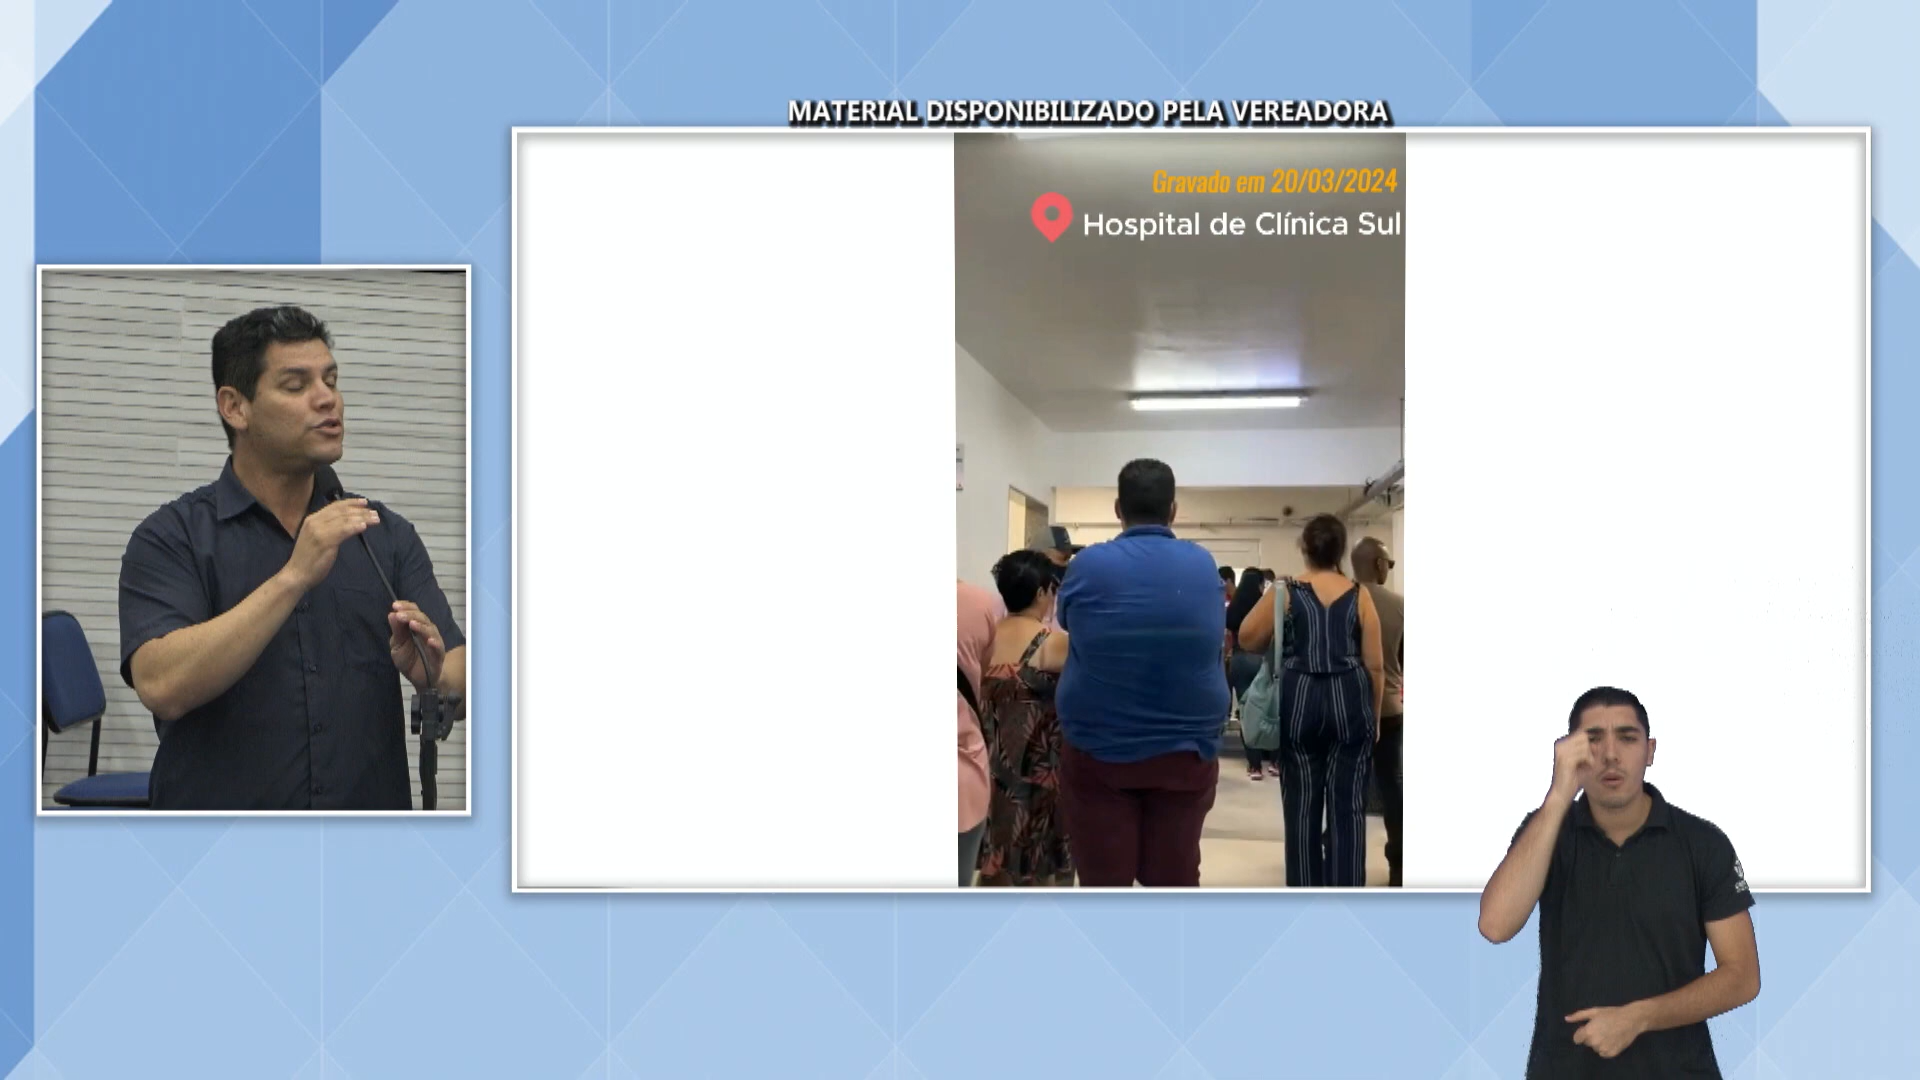 MATERIAL DISPONIBILIZADO PELA VEREADORA
Gravado em 20/03/2024
Hospital de Clínica Sul